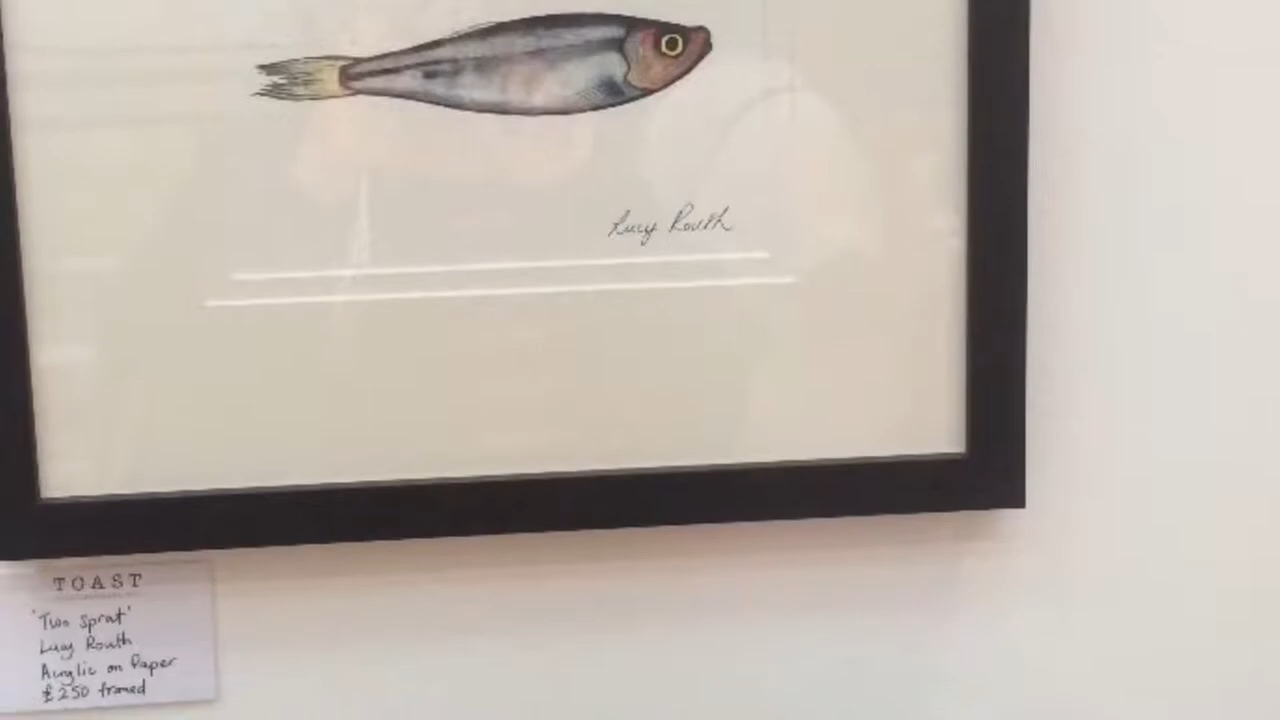 Lucy Routh
TOAST
'Two Sprat'
Lucy Routh
Acrylic on Paper
£250 framed